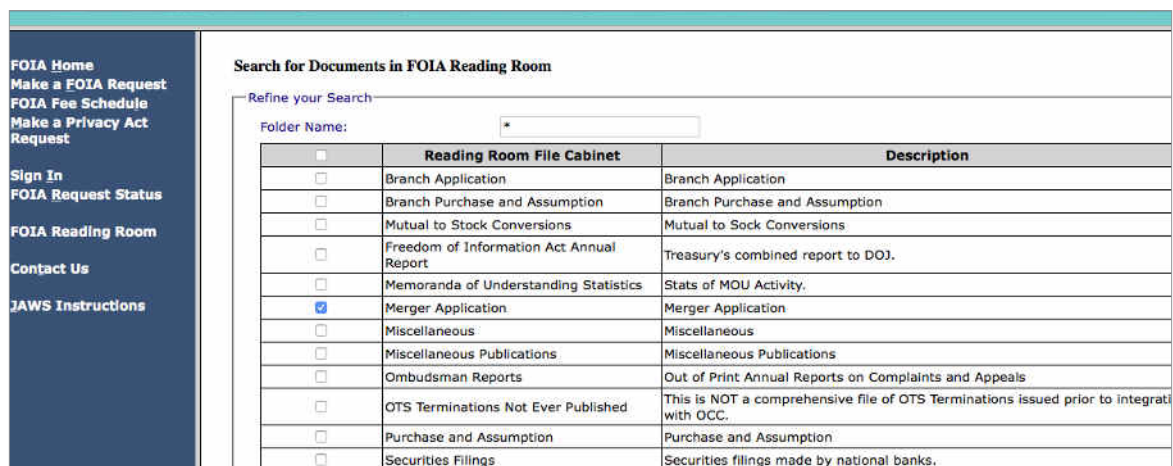 FOIA Home
Make a FOIA Request
FOIA Fee Schedule
Make a Privacy Act
Request
Sign In
FOIA Request Status
FOIA Reading Room
Contact Us
JAWS Instructions
Search for Documents in FOIA Reading Room
Refine your Search
Folder Name: *
Reading Room File Cabinet Description
Branch Application Branch Application
Branch Purchase and Assumption Branch Purchase and Assumption
Mutual to Stock Conversions Mutual to Sock Conversions
Freedom of Information Act Annual
Report Treasury's combined report to DOJ.
Memoranda of Understanding Statistics Stats of MOU Activity.
Merger Application Merger Application
Miscellaneous Miscellaneous
Miscellaneous Publications Miscellaneous Publications
Ombudsman Reports Out of Print Annual Reports on Complaints and Appeals
OTS Terminations Not Ever Published This is NOT a comprehensive file of OTS Terminations issued prior to integrati
with OCC.
Purchase and Assumption Purchase and Assumption
Securities Filings Securities filings made by national banks.